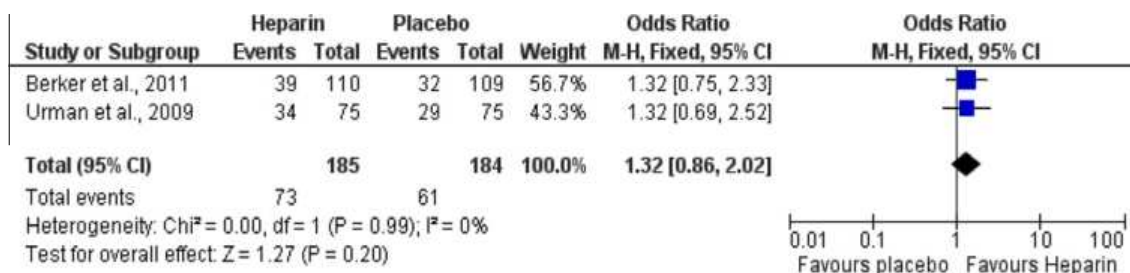 Heparin Placebo Odds Ratio Odds Ratio
Study or Subgroup Events Total Events Total Weight M-H, Fixed, 95% CI M-H, Fixed, 95% CI
Berker et al., 2011 39 110 32 109 56.7% 1.32 [0.75, 2.33]
Urman et al., 2009 34 75 29 75 43.3% 1.32 [0.69, 2.52]
Total (95% CI) 185 184 100.0% 1.32 [0.86, 2.02]
Total events 73 61
Heterogeneity: Chi² = 0.00, df = 1 (P = 0.99); I² = 0%
Test for overall effect: Z = 1.27 (P = 0.20)
0.01 0.1 1 10 100
Favours placebo Favours Heparin